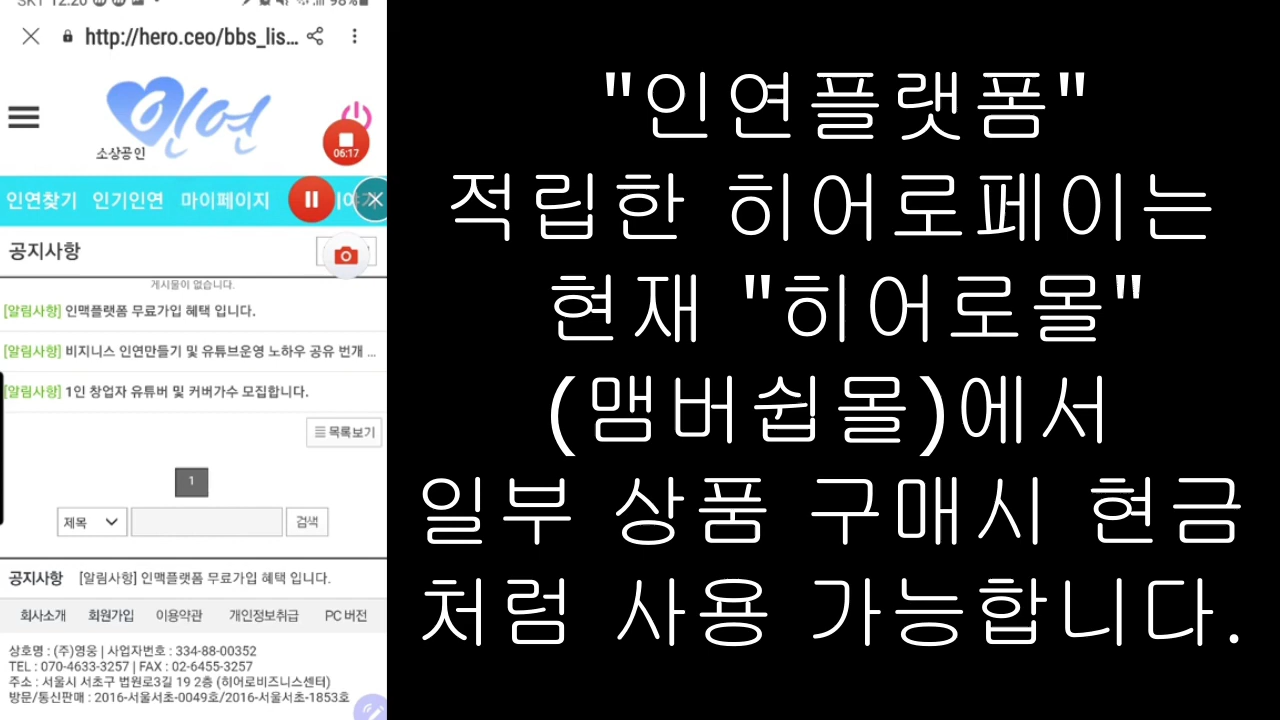 SKT 12:20 98%
http://hero.ceo/bbs_lis...
인연
소상공인
06:17
인연찾기 인기인연 마이페이지
공지사항
게시물이 없습니다.
[알림사항] 인맥플랫폼 무료가입 혜택 입니다.
[알림사항] 비지니스 인연만들기 및 유튜브운영 노하우 공유 번개 ...
[알림사항] 1인 창업자 유튜버 및 커버가수 모집합니다.
목록보기
1
제목 검색
공지사항 [알림사항] 인맥플랫폼 무료가입 혜택 입니다.
회사소개 회원가입 이용약관 개인정보취급 PC 버전
상호명 : (주)영웅 | 사업자번호 : 334-88-00352
TEL : 070-4633-3257 | FAX : 02-6455-3257
주소 : 서울시 서초구 법원로3길 19 2층 (히어로비즈니스센터)
방문/통신판매 : 2016-서울서초-0049호/2016-서울서초-1853호
"인연플랫폼"
적립한 히어로페이는
현재 "히어로몰"
(맴버쉽몰)에서
일부 상품 구매시 현금
처럼 사용 가능합니다.